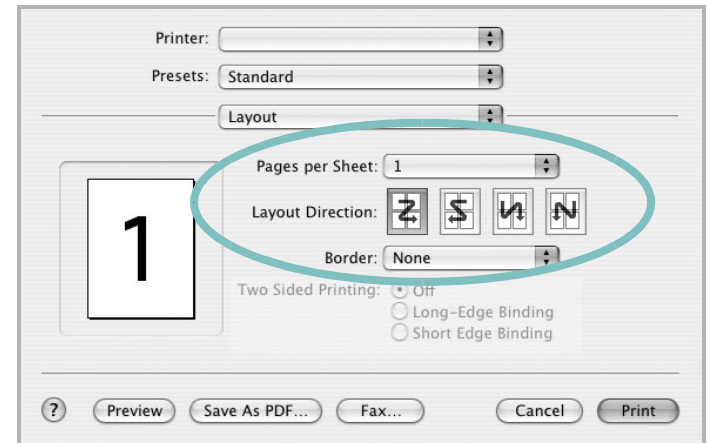 Printer:
Presets: Standard
Layout
Pages per Sheet: 1
Layout Direction:
Border: None
Two Sided Printing: Off
Long-Edge Binding
Short Edge Binding
1
? Preview Save As PDF... Fax... Cancel Print